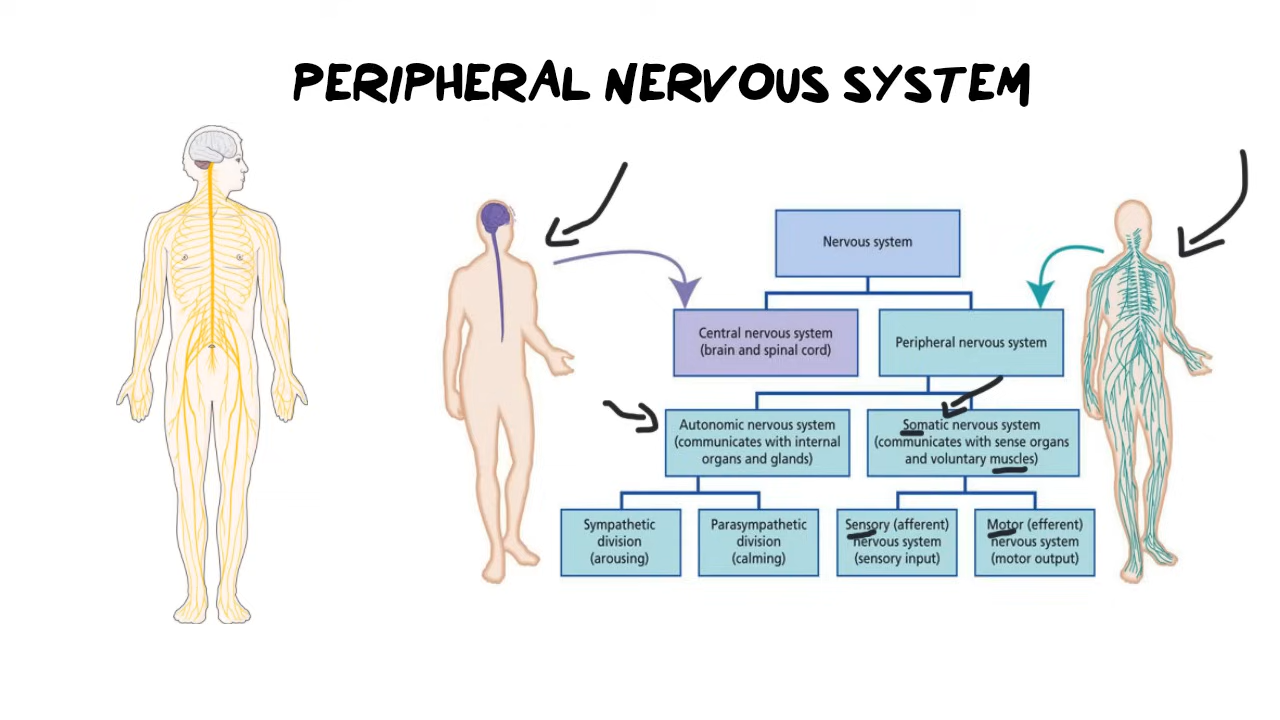 PERIPHERAL NERVOUS SYSTEM
Nervous system
Central nervous system
(brain and spinal cord)
Peripheral nervous system
Autonomic nervous system
(communicates with internal
organs and glands)
Somatic nervous system
(communicates with sense organs
and voluntary muscles)
Sympathetic
division
(arousing)
Parasympathetic
division
(calming)
Sensory (afferent)
nervous system
(sensory input)
Motor (efferent)
nervous system
(motor output)